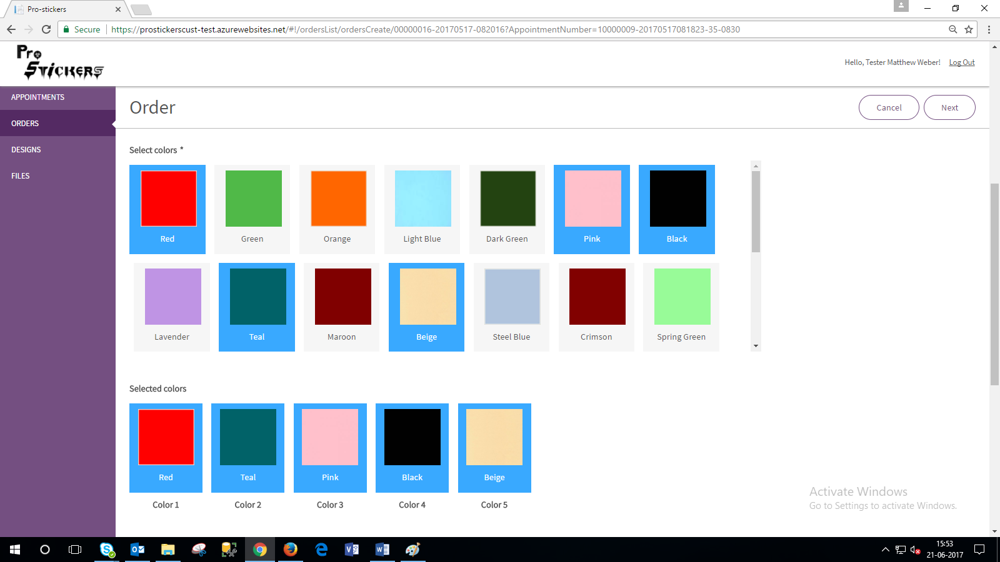 Pro-stickers
Secure
https://prostickerscust-test.azurewebsites.net/#!/ordersList/ordersCreate/00000016-20170517-082016?AppointmentNumber=10000009-20170517081823-35-0830
Pro
Stickers
Hello, Tester Matthew Weber!
Log Out
APPOINTMENTS
ORDERS
DESIGNS
FILES
Order
Cancel
Next
Select colors *
Red
Green
Orange
Light Blue
Dark Green
Pink
Black
Lavender
Teal
Maroon
Beige
Steel Blue
Crimson
Spring Green
Selected colors
Red
Teal
Pink
Black
Beige
Color 1
Color 2
Color 3
Color 4
Color 5
Activate Windows
Go to Settings to activate Windows.
15:53
21-06-2017